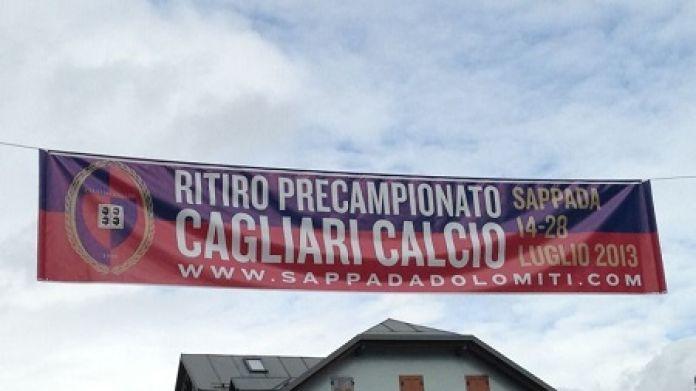 RITIRO PRECAMPIONATO
CAGLIARI CALCIO
SAPPADA
14-28
LUGLIO 2013
WWW.SAPPADADOLOMITI.COM